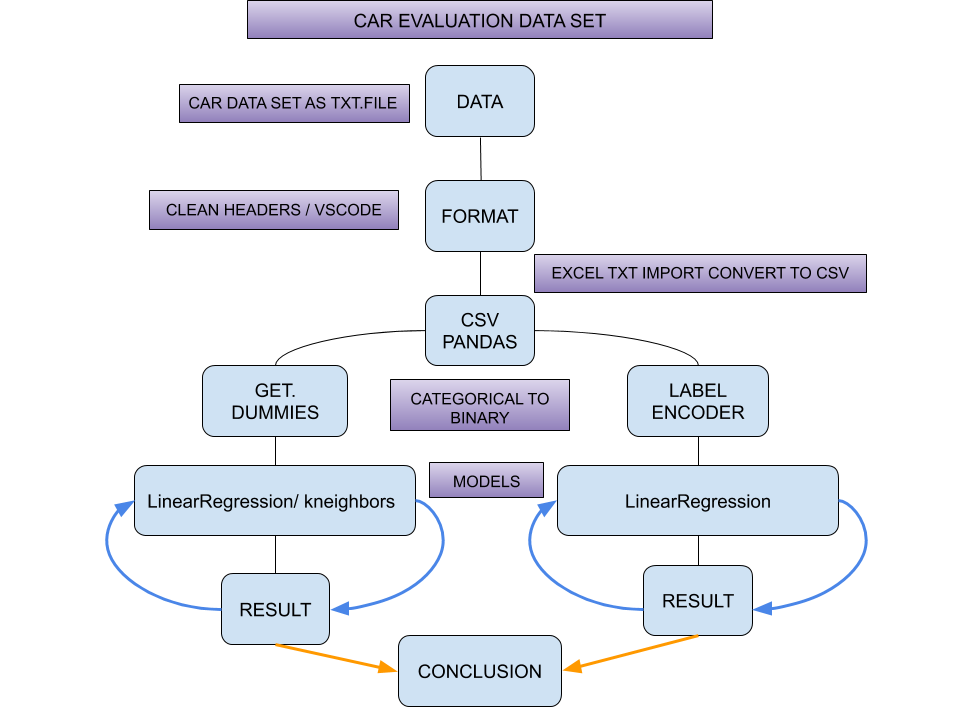 CAR EVALUATION DATA SET
DATA
CAR DATA SET AS TXT.FILE
CLEAN HEADERS / VSCODE
FORMAT
EXCEL TXT IMPORT CONVERT TO CSV
CSV
PANDAS
GET.
DUMMIES
CATEGORICAL TO
BINARY
LABEL
ENCODER
MODELS
LinearRegression/ kneighbors
LinearRegression
RESULT
RESULT
CONCLUSION